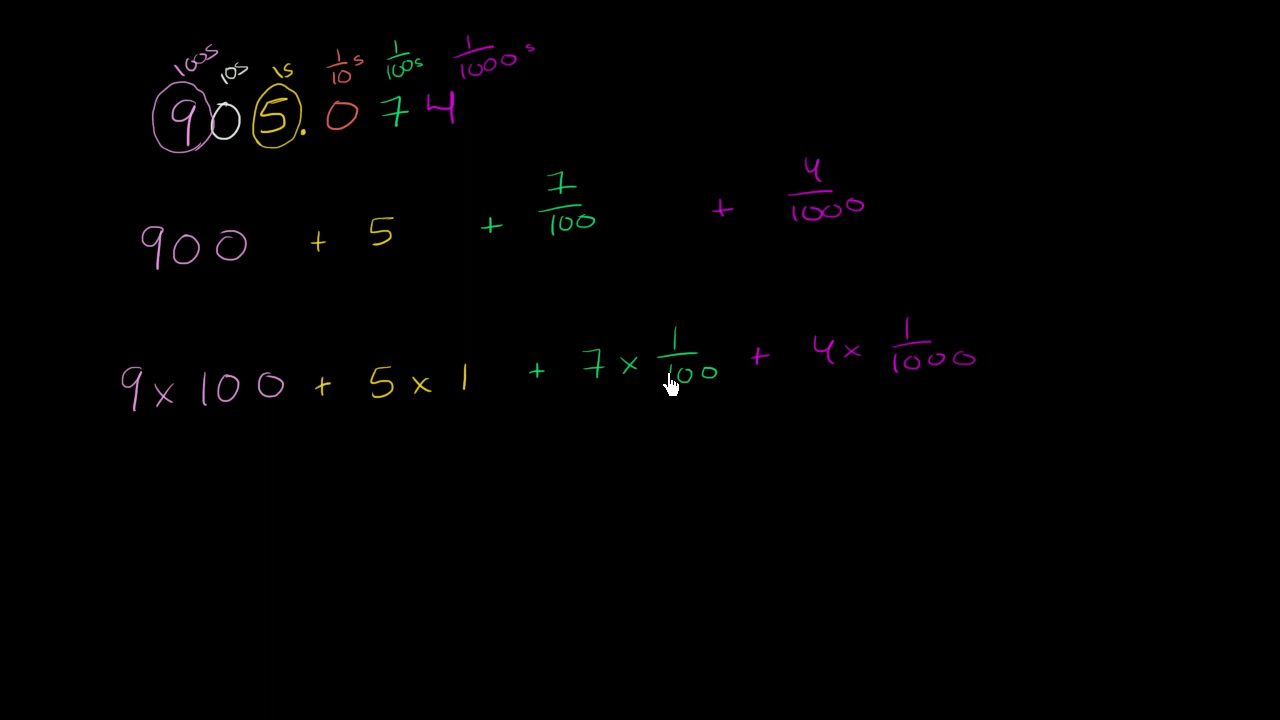 100s 10s 1s 1/10s 1/100s 1/1000s
905.074
900 + 5 + 7/100 + 4/1000
9 x 100 + 5 x 1 + 7 x 1/100 + 4 x 1/1000